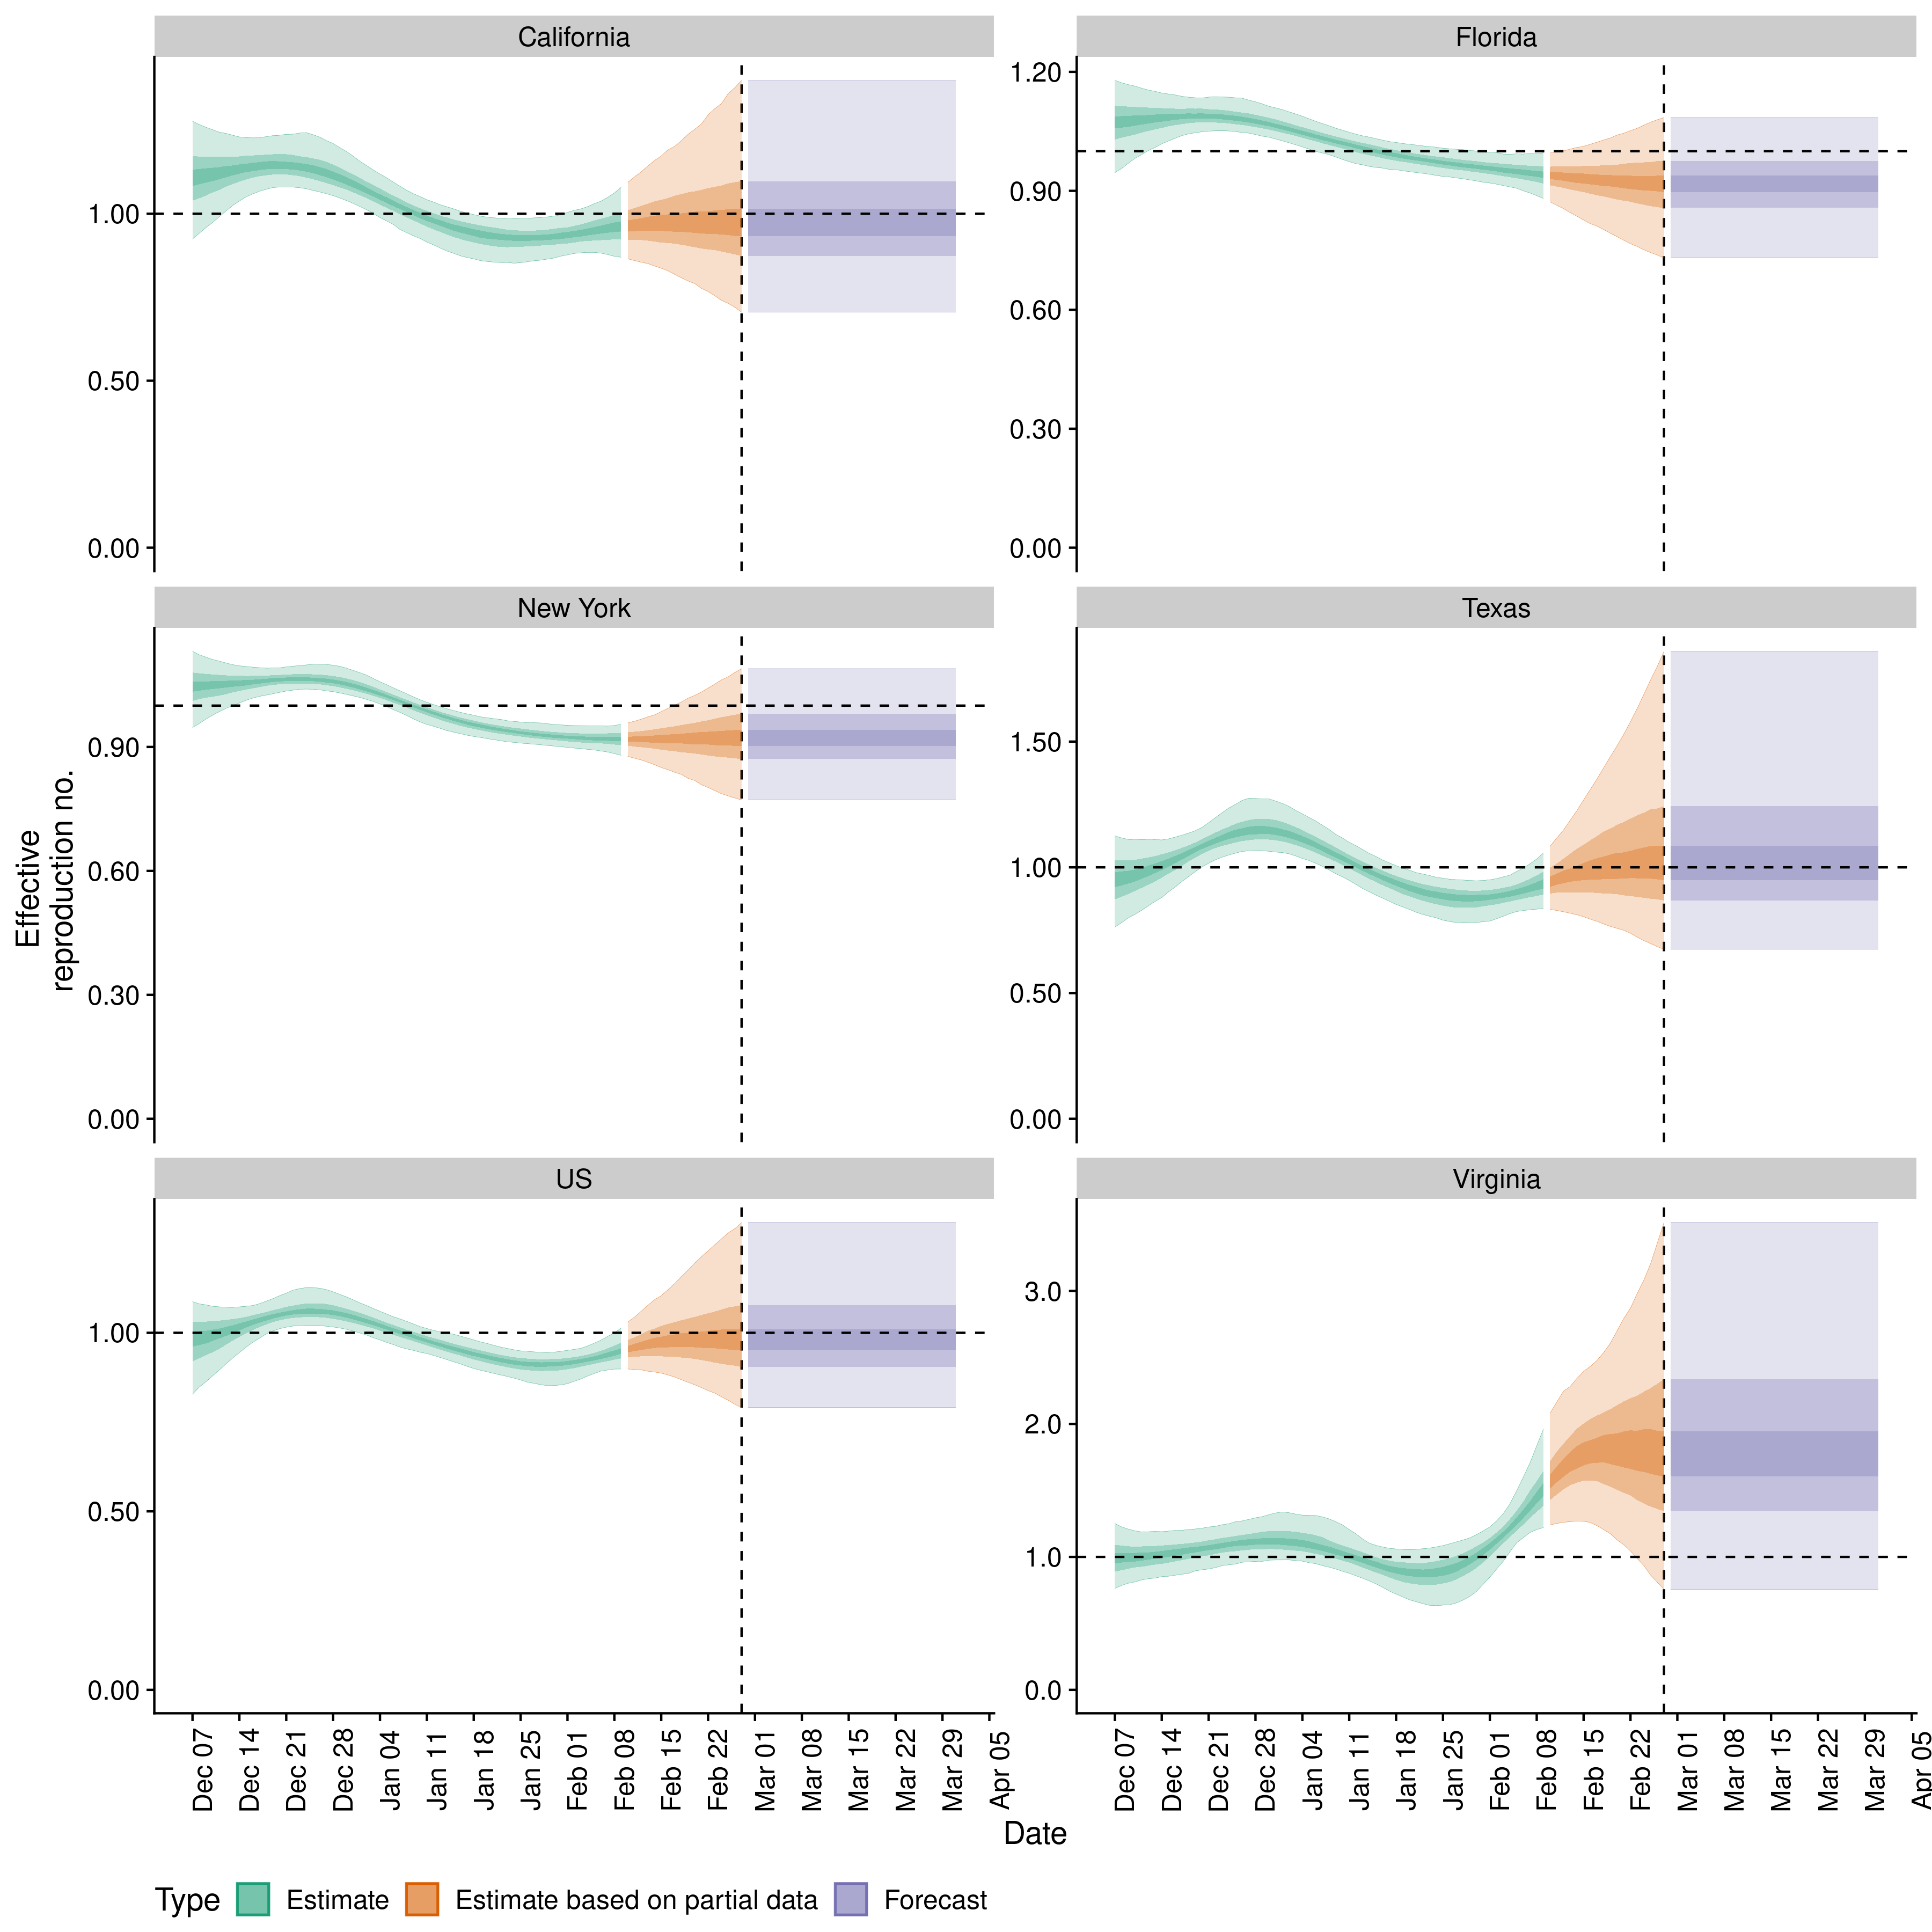 California
Florida
1.00
0.50
0.00
1.20
0.90
0.60
0.30
0.00
New York
Texas
0.90
0.60
0.30
0.00
1.50
1.00
0.50
0.00
US
Virginia
1.00
0.50
0.00
3.0
2.0
1.0
0.0
Effective
reproduction no.
Dec 07
Dec 14
Dec 21
Dec 28
Jan 04
Jan 11
Jan 18
Jan 25
Feb 01
Feb 08
Feb 15
Feb 22
Mar 01
Mar 08
Mar 15
Mar 22
Mar 29
Apr 05
Dec 07
Dec 14
Dec 21
Dec 28
Jan 04
Jan 11
Jan 18
Jan 25
Feb 01
Feb 08
Feb 15
Feb 22
Mar 01
Mar 08
Mar 15
Mar 22
Mar 29
Apr 05
Date
Type Estimate Estimate based on partial data Forecast